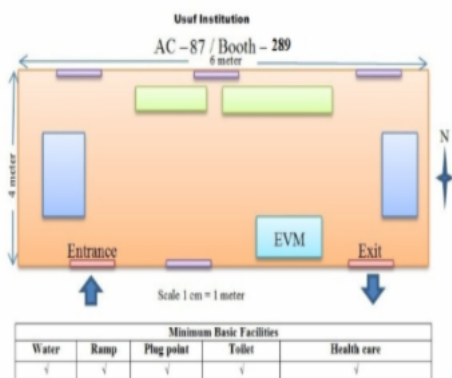 Usuf Institution
AC – 87 / Booth – 289
6 meter
4 meter
N
EVM
Entrance
Exit
Scale 1 cm = 1 meter
Minimum Basic Facilities
Water Ramp Plug point Toilet Health care
√ √ √ √ √